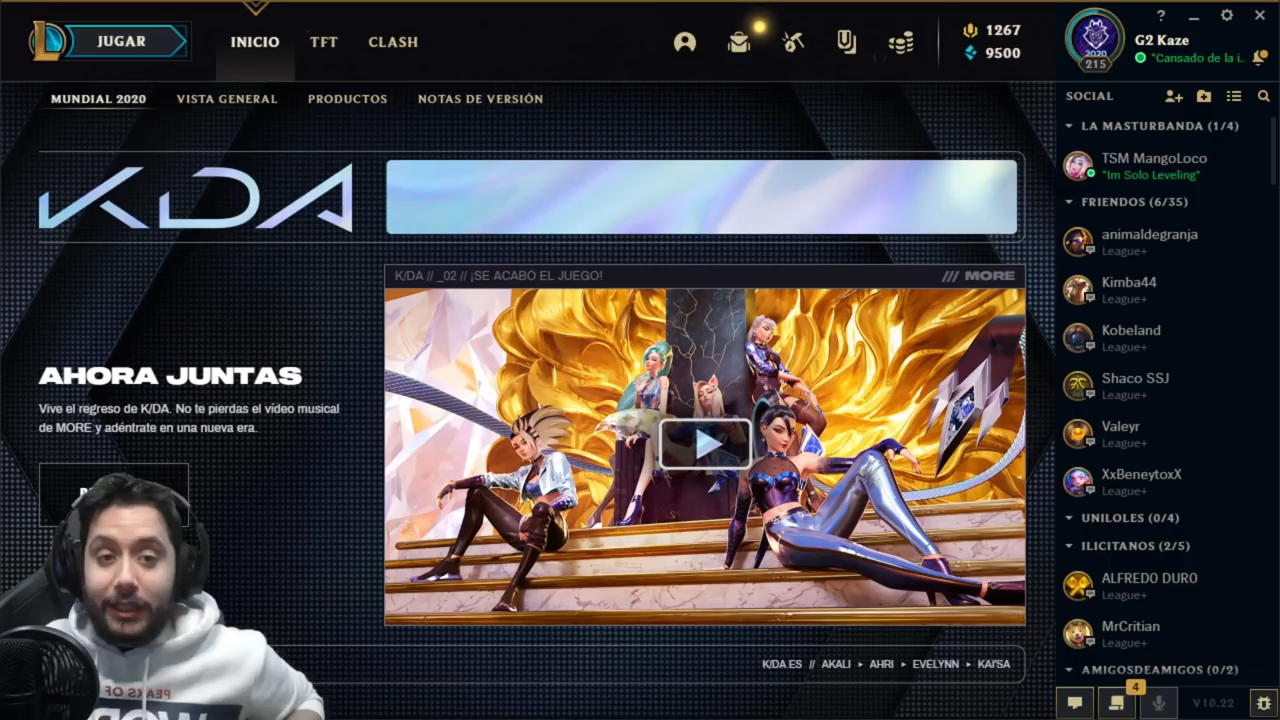 JUGAR
INICIO
TFT
CLASH
1267
9500
?
G2 Kaze
"Cansado de la i..
2020
215
MUNDIAL 2020
VISTA GENERAL
PRODUCTOS
NOTAS DE VERSIÓN
SOCIAL
KDA
K/DA // _02 // ¡SE ACABÓ EL JUEGO!
/// MORE
AHORA JUNTAS
Vive el regreso de K/DA. No te pierdas el vídeo musical
de MORE y adéntrate en una nueva era.
K/DA ES // AKALI ▸ AHRI ▸ EVELYNN ▸ KAI'SA
LA MASTURBANDA (1/4)
TSM MangoLoco
"Im Solo Leveling"
FRIENDOS (6/35)
animaldegranja
League+
Kimba44
League+
Kobeland
League+
Shaco SSJ
League+
Valeyr
League+
XxBeneytoxX
League+
UNILOLES (0/4)
ILICITANOS (2/5)
ALFREDO DURO
League+
MrCritian
League+
AMIGOSDEAMIGOS (0/2)
4
V10.22
PEAKS OF